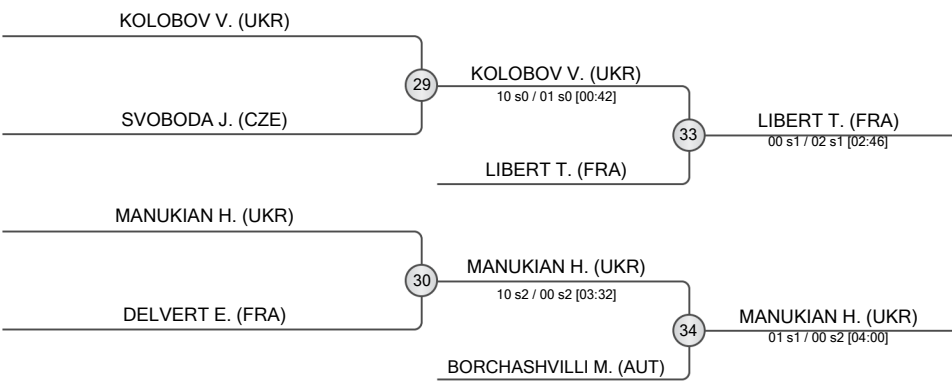 KOLOBOV V. (UKR)
29
KOLOBOV V. (UKR)
10 s0 / 01 s0 [00:42]
SVOBODA J. (CZE)
33
LIBERT T. (FRA)
00 s1 / 02 s1 [02:46]
LIBERT T. (FRA)
MANUKIAN H. (UKR)
30
MANUKIAN H. (UKR)
10 s2 / 00 s2 [03:32]
DELVERT E. (FRA)
34
MANUKIAN H. (UKR)
01 s1 / 00 s2 [04:00]
BORCHASHVILLI M. (AUT)